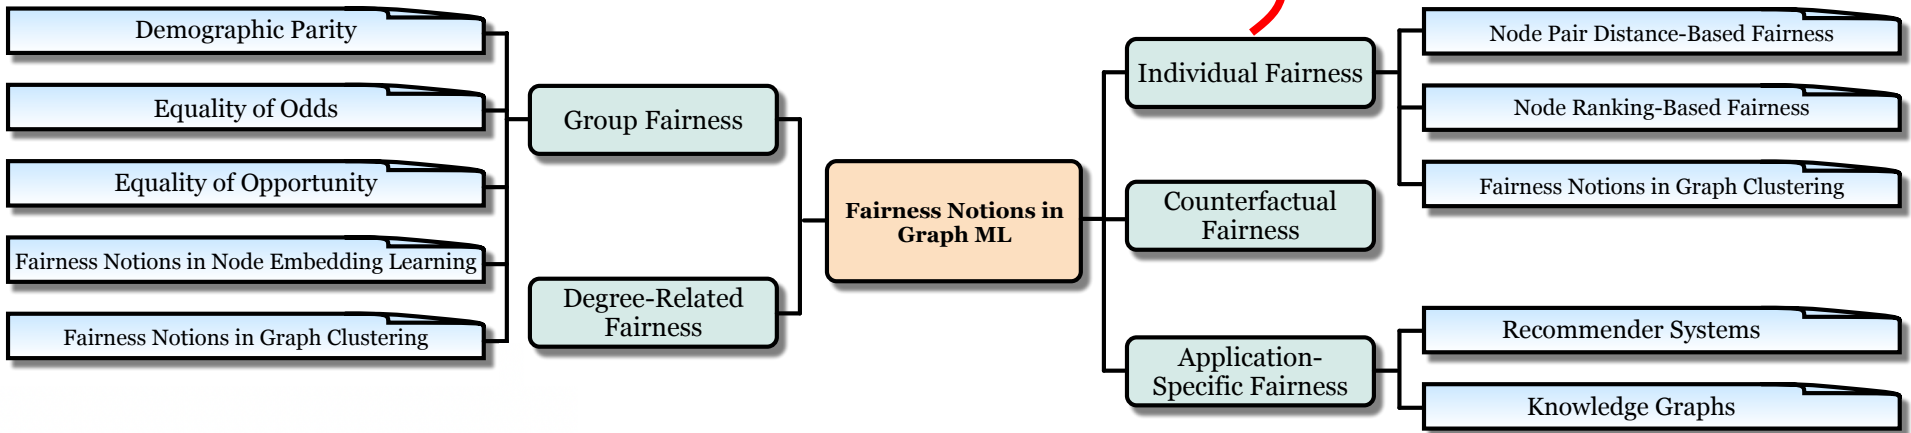 Demographic Parity
Equality of Odds
Equality of Opportunity
Fairness Notions in Node Embedding Learning
Fairness Notions in Graph Clustering
Group Fairness
Degree-Related
Fairness
Fairness Notions in
Graph ML
Individual Fairness
Counterfactual
Fairness
Application-
Specific Fairness
Node Pair Distance-Based Fairness
Node Ranking-Based Fairness
Fairness Notions in Graph Clustering
Recommender Systems
Knowledge Graphs